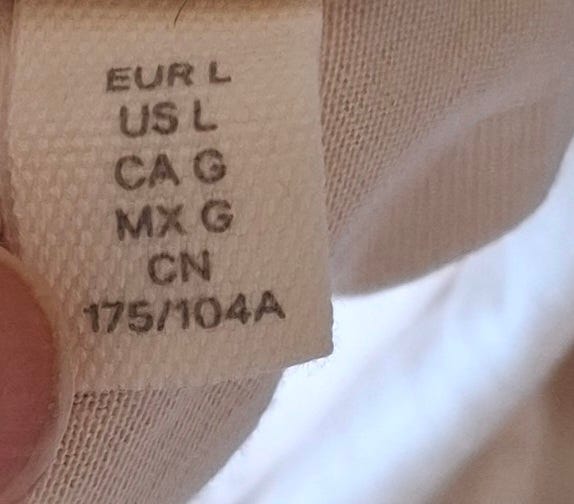 EUR L
US L
CA G
MX G
CN
175/104A